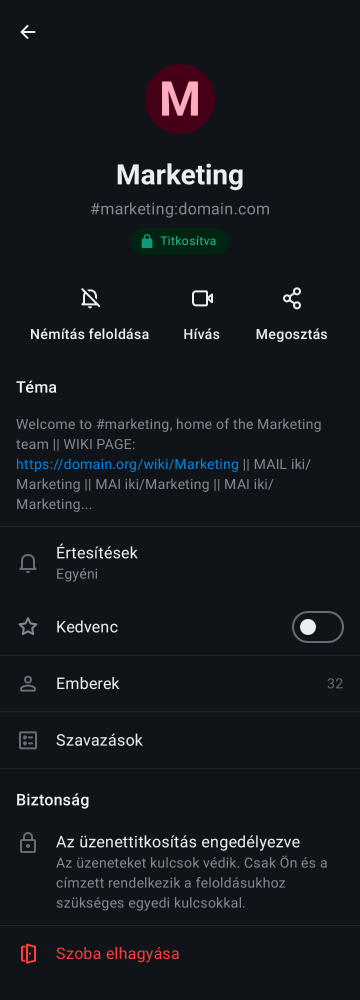 M
Marketing
#marketing:domain.com
Titkosítva
Némítás feloldása
Hívás
Megosztás
Téma
Welcome to #marketing, home of the Marketing
team || WIKI PAGE:
https://domain.org/wiki/Marketing || MAIL iki/
Marketing || MAI iki/Marketing || MAI iki/
Marketing...
Értesítések
Egyéni
Kedvenc
Emberek 32
Szavazások
Biztonság
Az üzenettitkosítás engedélyezve
Az üzeneteket kulcsok védik. Csak Ön és a
címzett rendelkezik a feloldásukhoz
szükséges egyedi kulcsokkal.
Szoba elhagyása